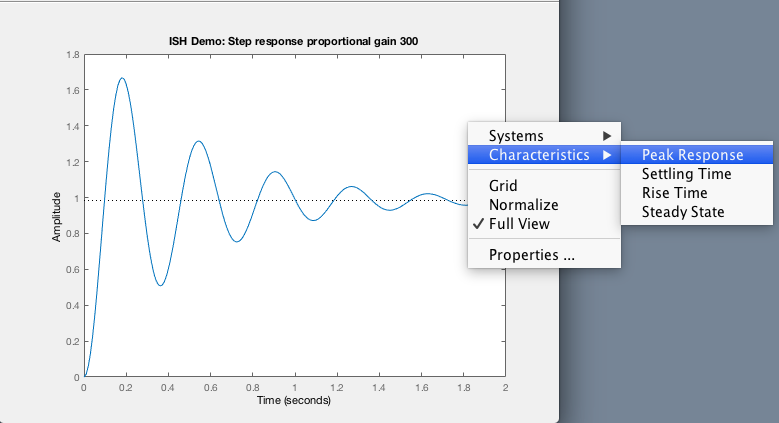 ISH Demo: Step response proportional gain 300
1.8
1.6
1.4
1.2
1
0.8
0.6
0.4
0.2
0
Amplitude
0 0.2 0.4 0.6 0.8 1 1.2 1.4 1.6 1.8 2
Time (seconds)
Systems
Characteristics
Grid
Normalize
Full View
Properties ...
Peak Response
Settling Time
Rise Time
Steady State